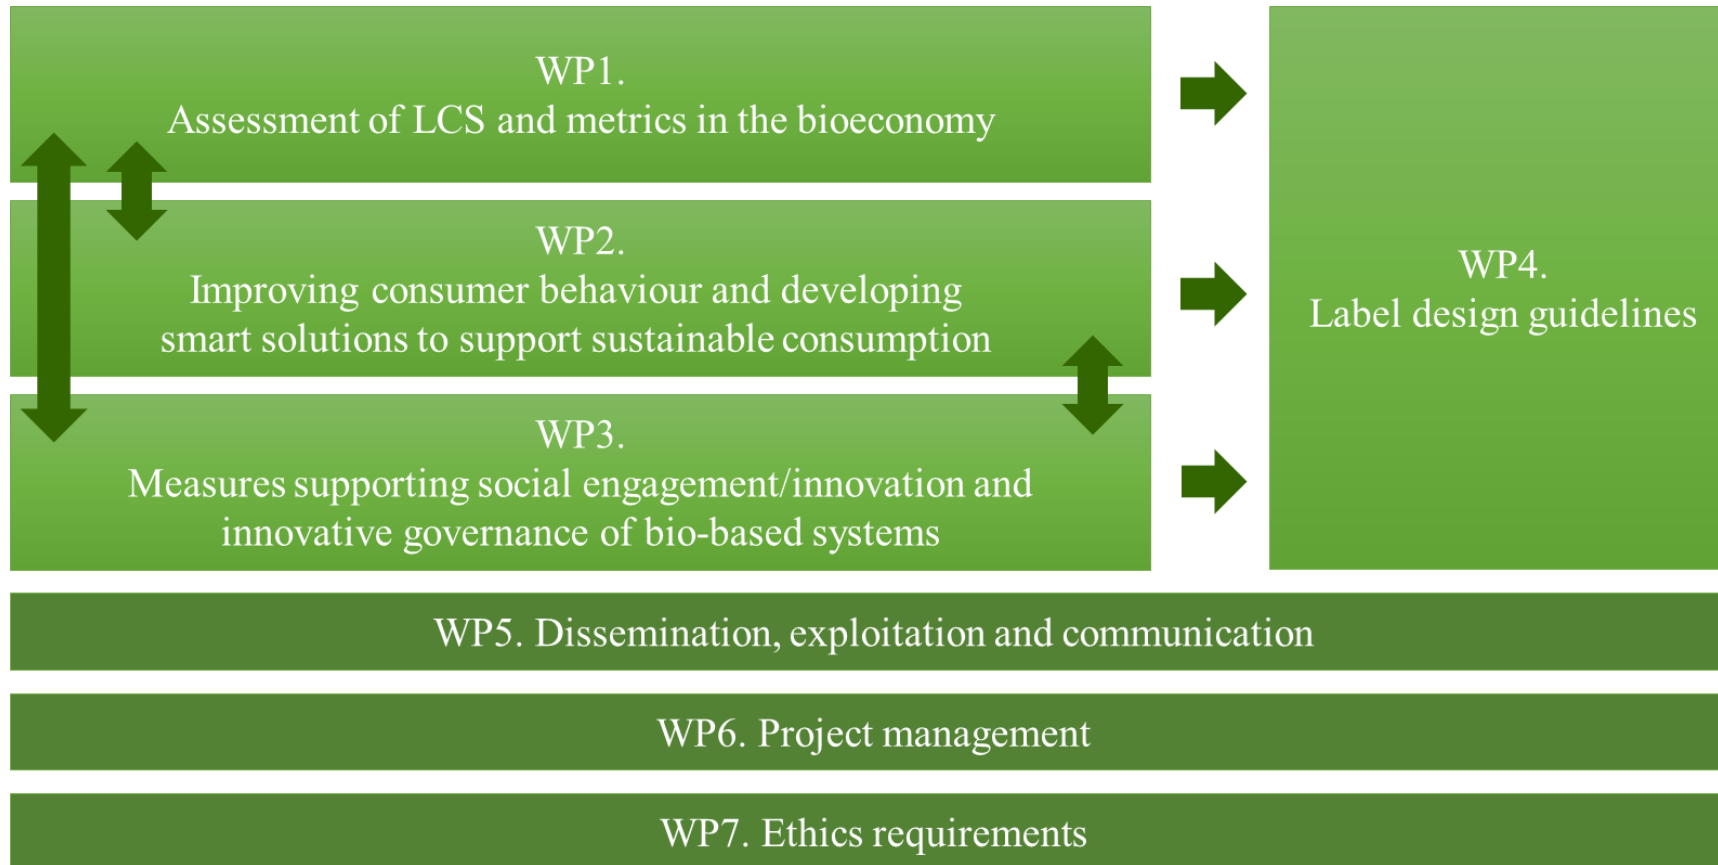 WP1.
Assessment of LCS and metrics in the bioeconomy
WP2.
Improving consumer behaviour and developing
smart solutions to support sustainable consumption
WP3.
Measures supporting social engagement/innovation and
innovative governance of bio-based systems
WP4.
Label design guidelines
WP5. Dissemination, exploitation and communication
WP6. Project management
WP7. Ethics requirements